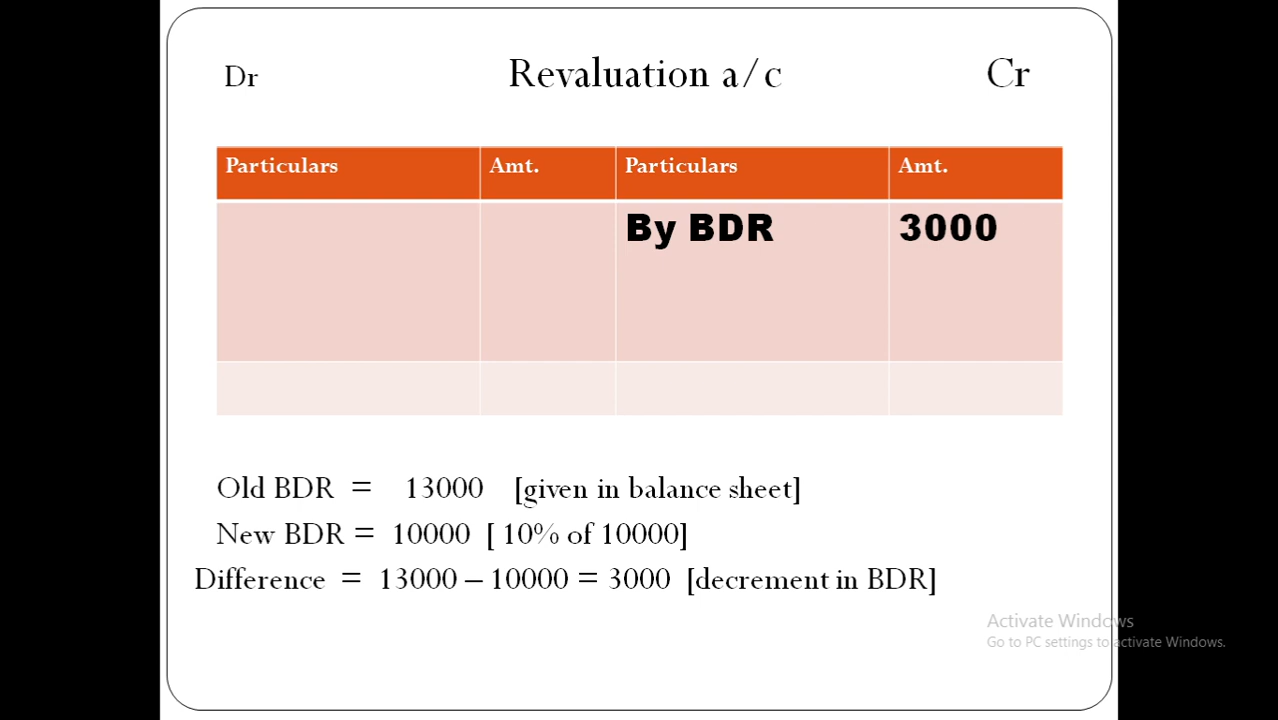 Dr Revaluation a/c Cr
Particulars Amt. Particulars Amt.
By BDR 3000
Old BDR = 13000 [given in balance sheet]
New BDR = 10000 [ 10% of 10000]
Difference = 13000 – 10000 = 3000 [decrement in BDR]
Activate Windows
Go to PC settings to activate Windows.